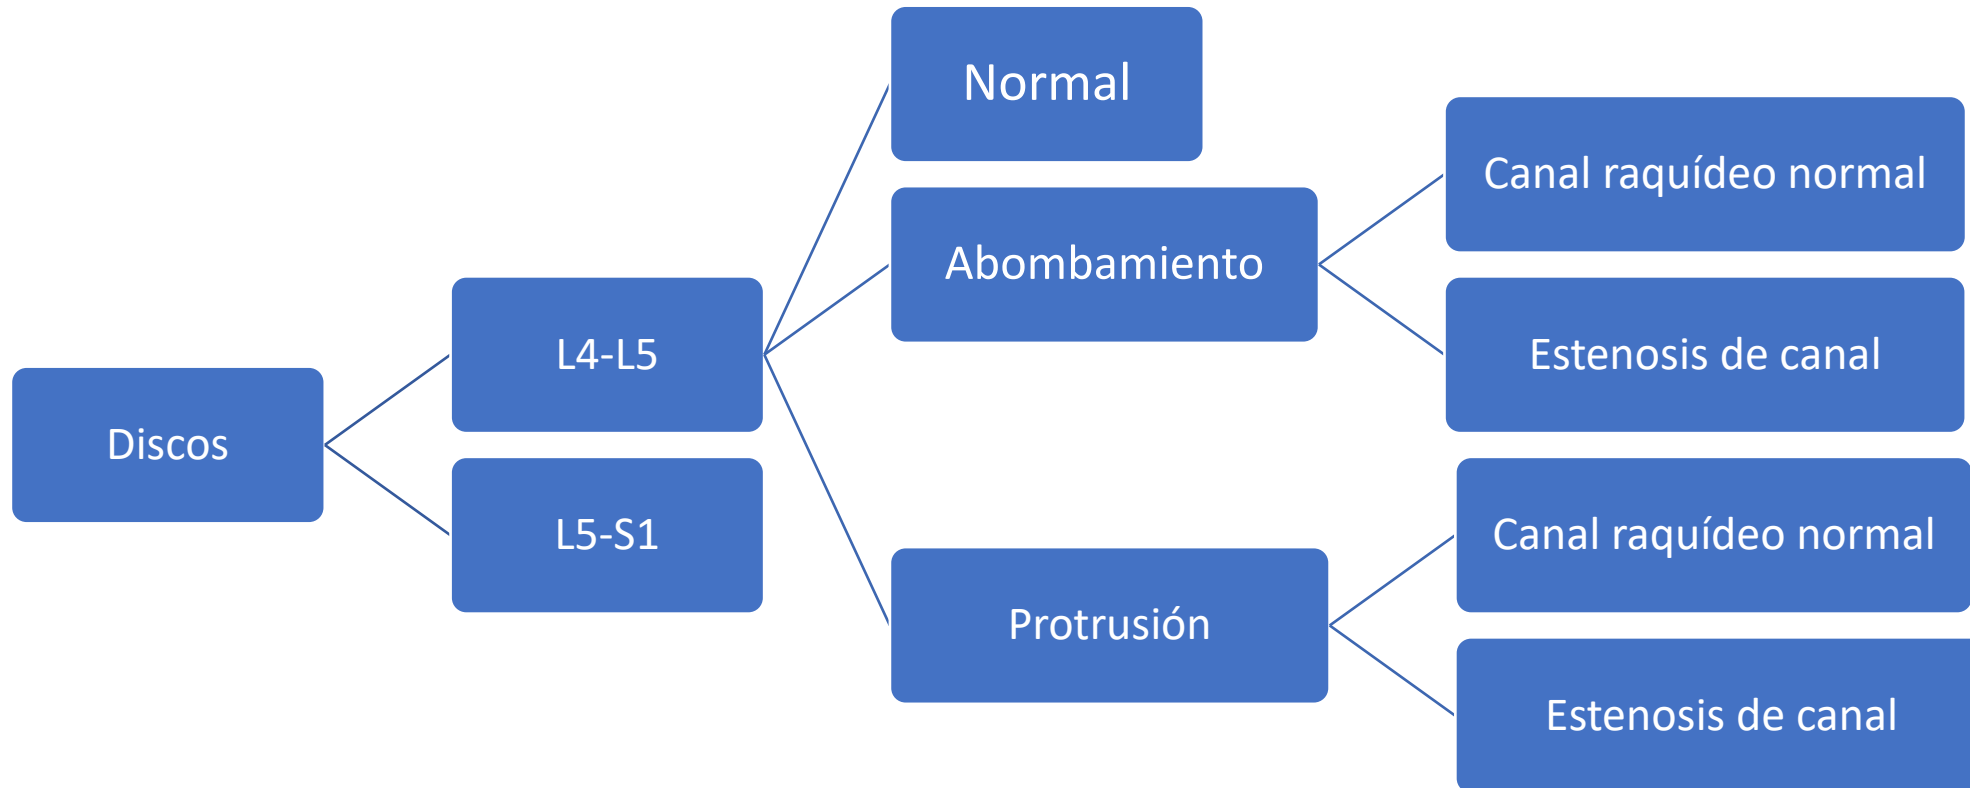 Normal
Canal raquídeo normal
Abombamiento
L4-L5
Estenosis de canal
Discos
L5-S1
Canal raquídeo normal
Protrusión
Estenosis de canal